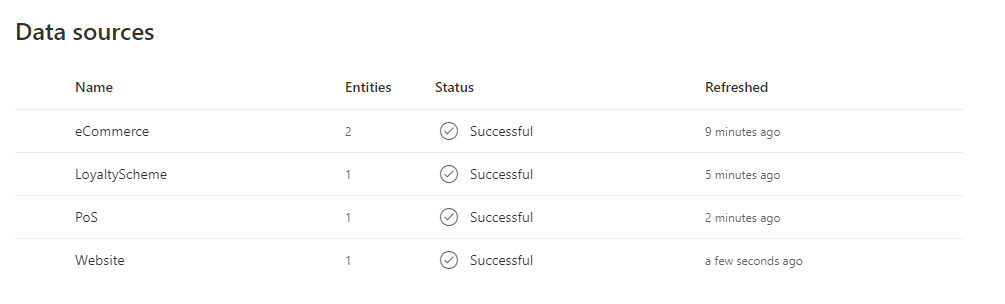 Data sources
Name Entities Status Refreshed
eCommerce 2 Successful 9 minutes ago
LoyaltyScheme 1 Successful 5 minutes ago
PoS 1 Successful 2 minutes ago
Website 1 Successful a few seconds ago